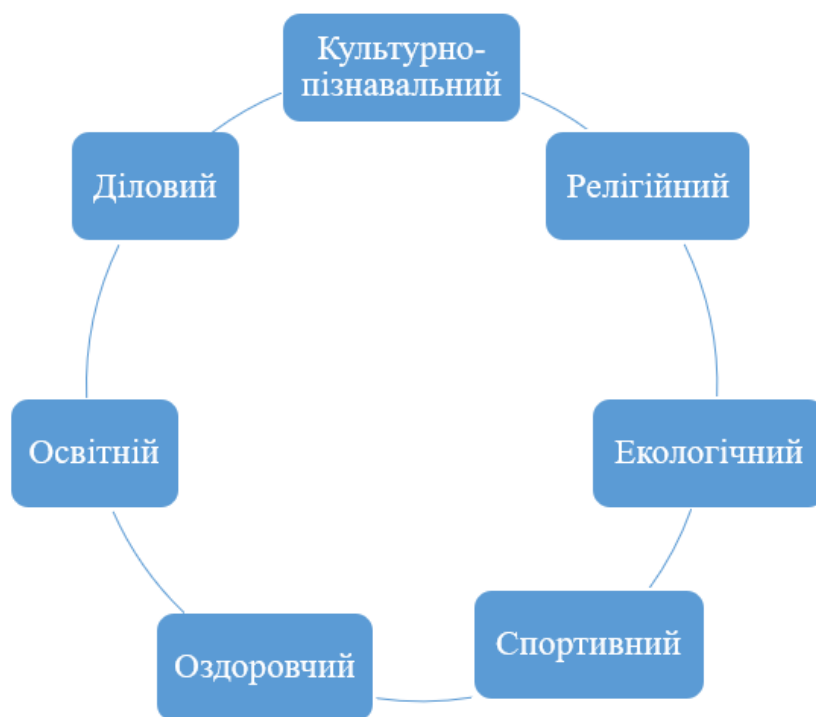 Культурно-
пізнавальний
Релігійний
Екологічний
Спортивний
Оздоровчий
Освітній
Діловий